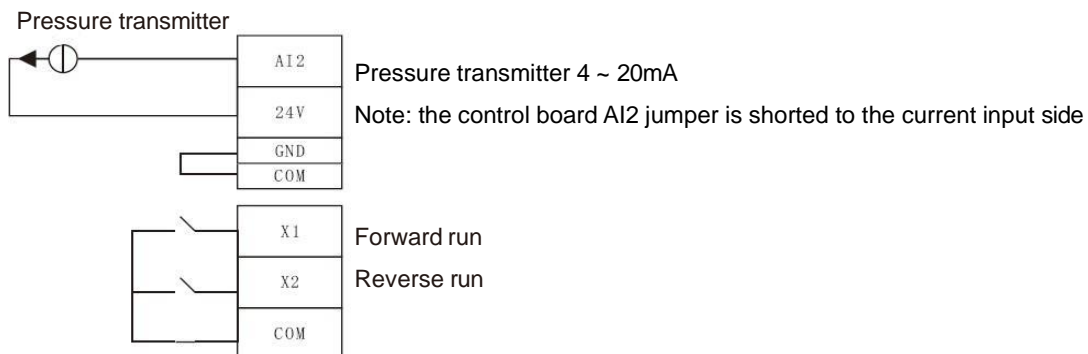 Pressure transmitter
AI2
Pressure transmitter 4 ~ 20mA
24V
Note: the control board AI2 jumper is shorted to the current input side
GND
COM
X1
Forward run
X2
Reverse run
COM